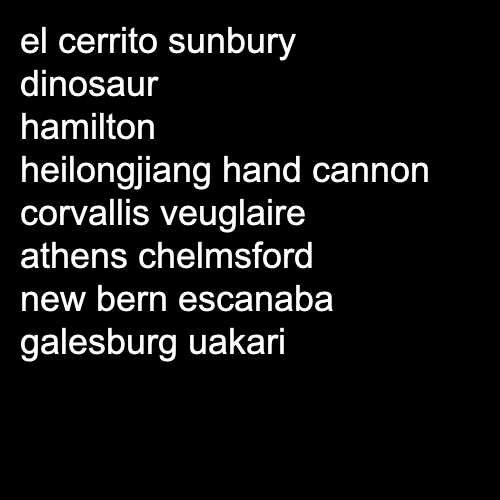 el cerrito sunbury
dinosaur
hamilton
heilongjiang hand cannon
corvallis veuglaire
athens chelmsford
new bern escanaba
galesburg uakari